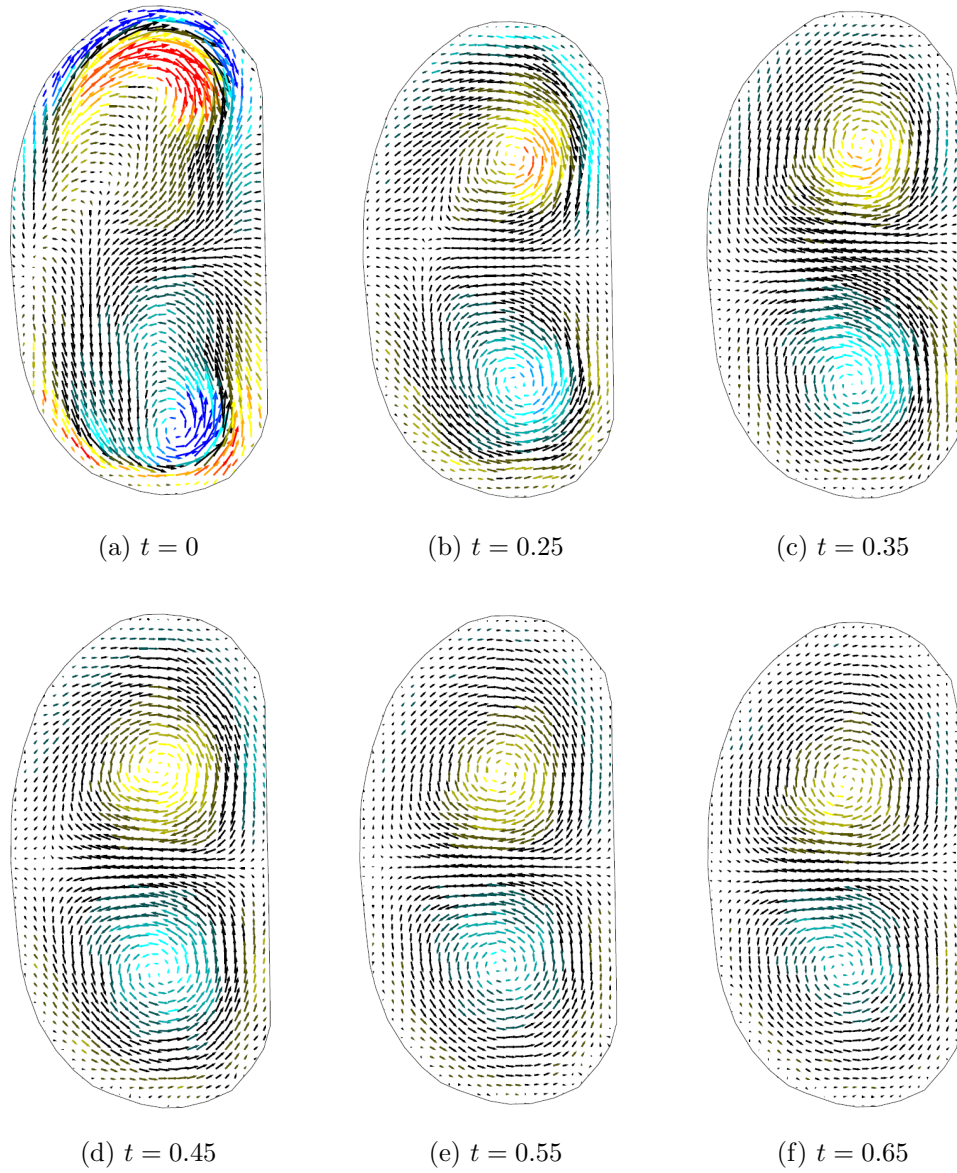 (a) t = 0
(b) t = 0.25
(c) t = 0.35
(d) t = 0.45
(e) t = 0.55
(f) t = 0.65